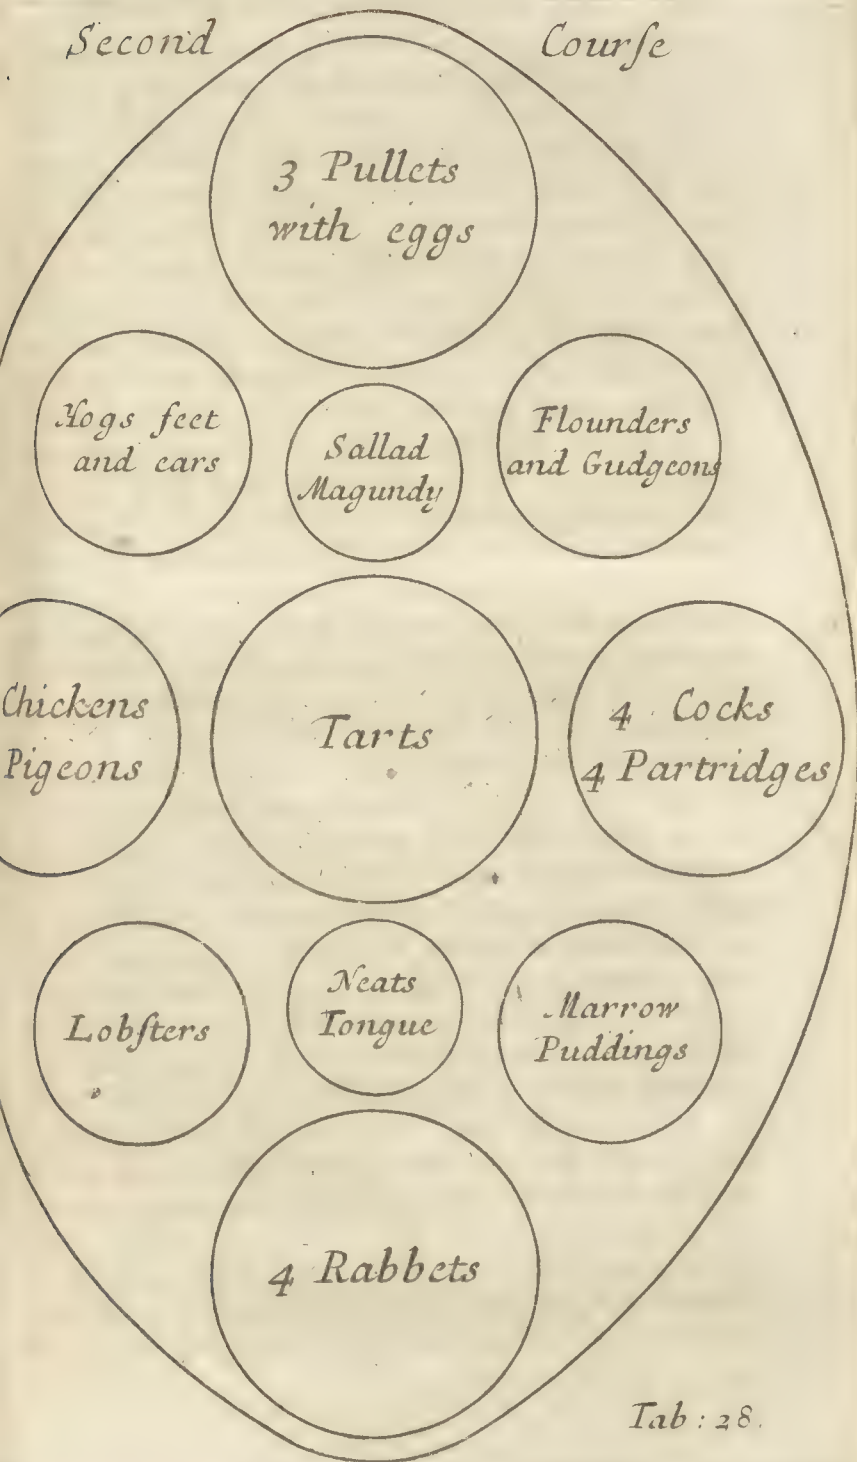 Second Courſe
3 Pullets
with eggs
Hogs feet
and ears
Sallad
Magundy
Flounders
and Gudgeons
Chickens
Pigeons
Tarts
4 Cocks
4 Partridges
Lobſters
Neats
Tongue
Marrow
Puddings
4 Rabbets
Tab: 28.